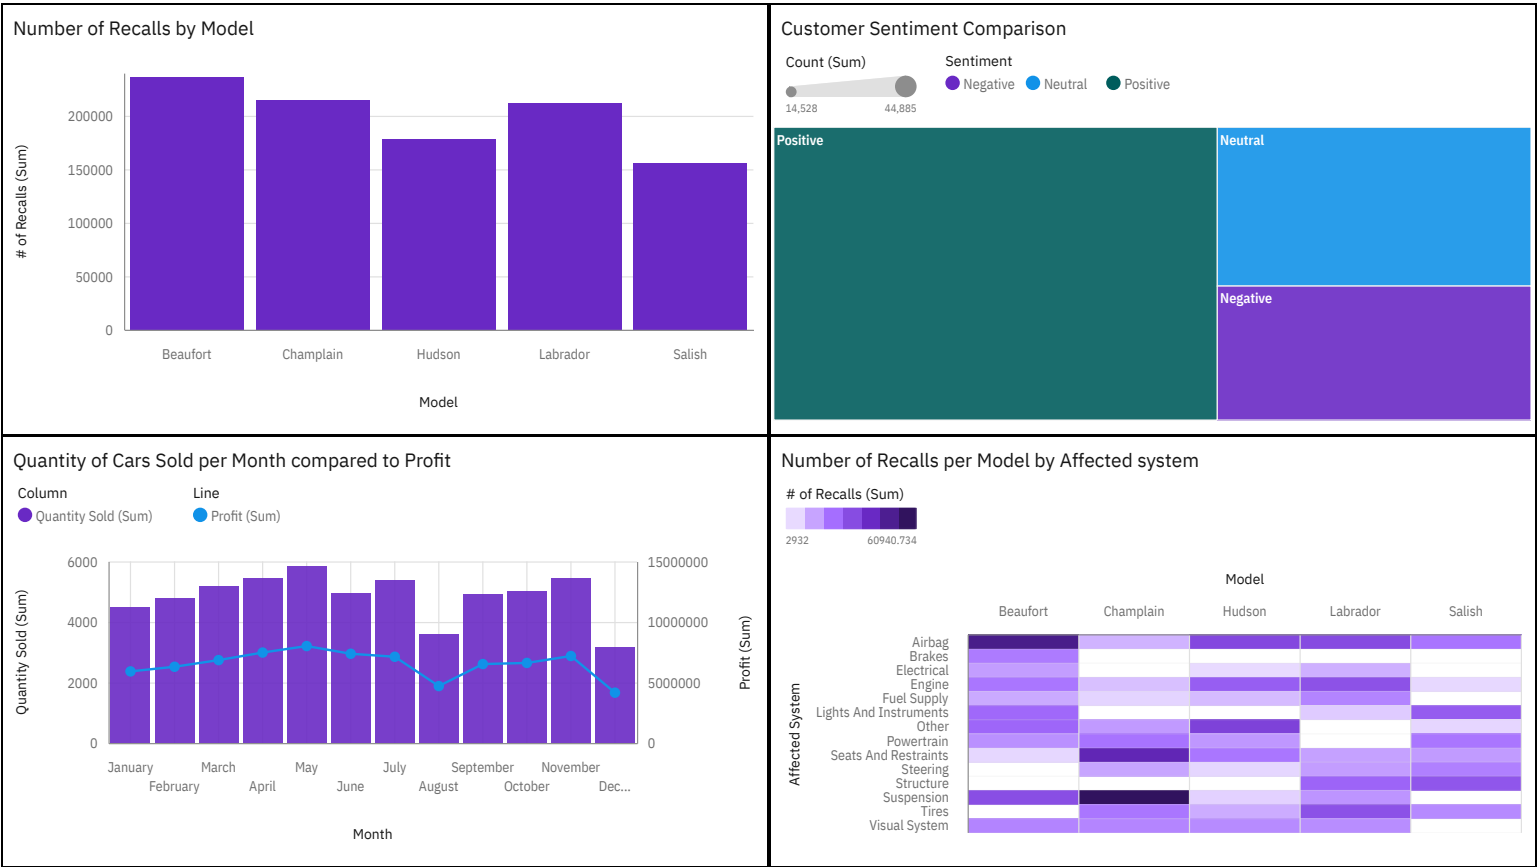 Number of Recalls by Model
# of Recalls (Sum)
200000
150000
100000
50000
0
Beaufort Champlain Hudson Labrador Salish
Model
Customer Sentiment Comparison
Count (Sum) Sentiment
Negative Neutral Positive
14,528 44,885
Positive
Neutral
Negative
Quantity of Cars Sold per Month compared to Profit
Column Line
Quantity Sold (Sum) Profit (Sum)
Quantity Sold (Sum)
6000
4000
2000
0
15000000
10000000
5000000
0
Profit (Sum)
January March May July September November
February April June August October Dec...
Month
Number of Recalls per Model by Affected system
# of Recalls (Sum)
2932 60940.734
Model
Beaufort Champlain Hudson Labrador Salish
Affected System
Airbag
Brakes
Electrical
Engine
Fuel Supply
Lights And Instruments
Other
Powertrain
Seats And Restraints
Steering
Structure
Suspension
Tires
Visual System